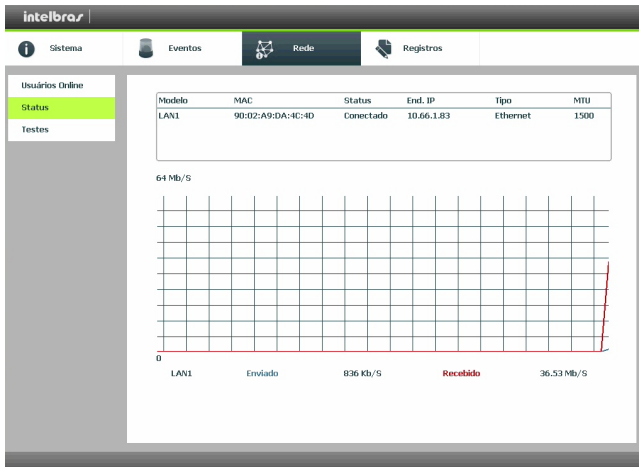 intelbras
Sistema Eventos Rede Registros
Usuários Online
Status
Testes
Modelo MAC Status End. IP Tipo MTU
LAN1 90:02:A9:DA:4C:4D Conectado 10.66.1.83 Ethernet 1500
64 Mb/S
0
LAN1 Enviado 836 Kb/S Recebido 36.53 Mb/S